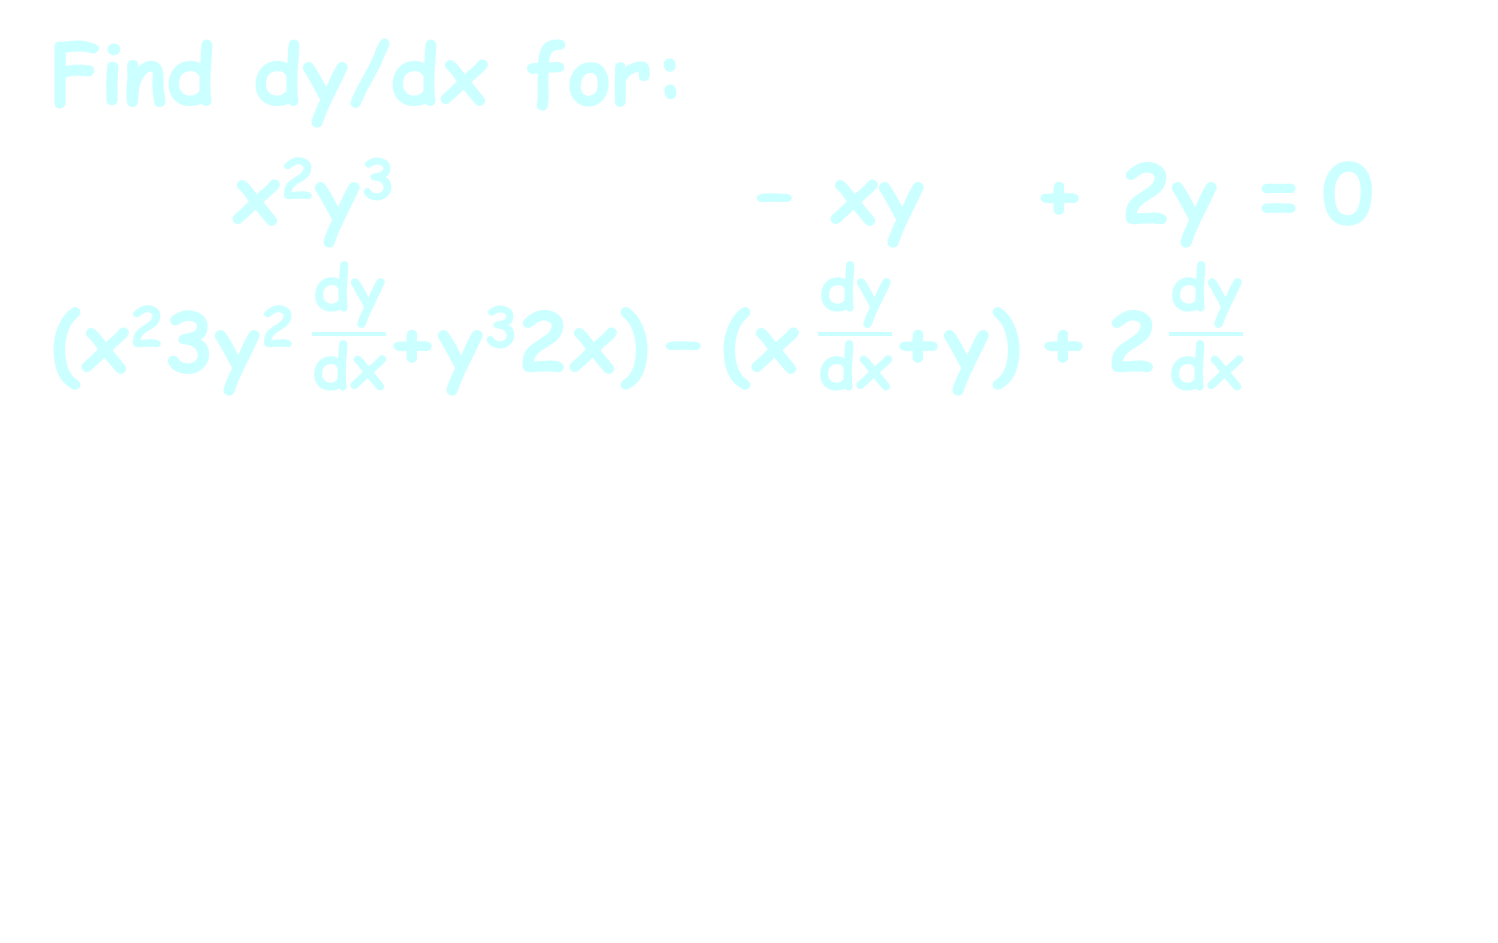 Find dy/dx for:
x²y³ - xy + 2y = 0
(x²3y² dy/dx + y³2x) - (x dy/dx + y) + 2 dy/dx